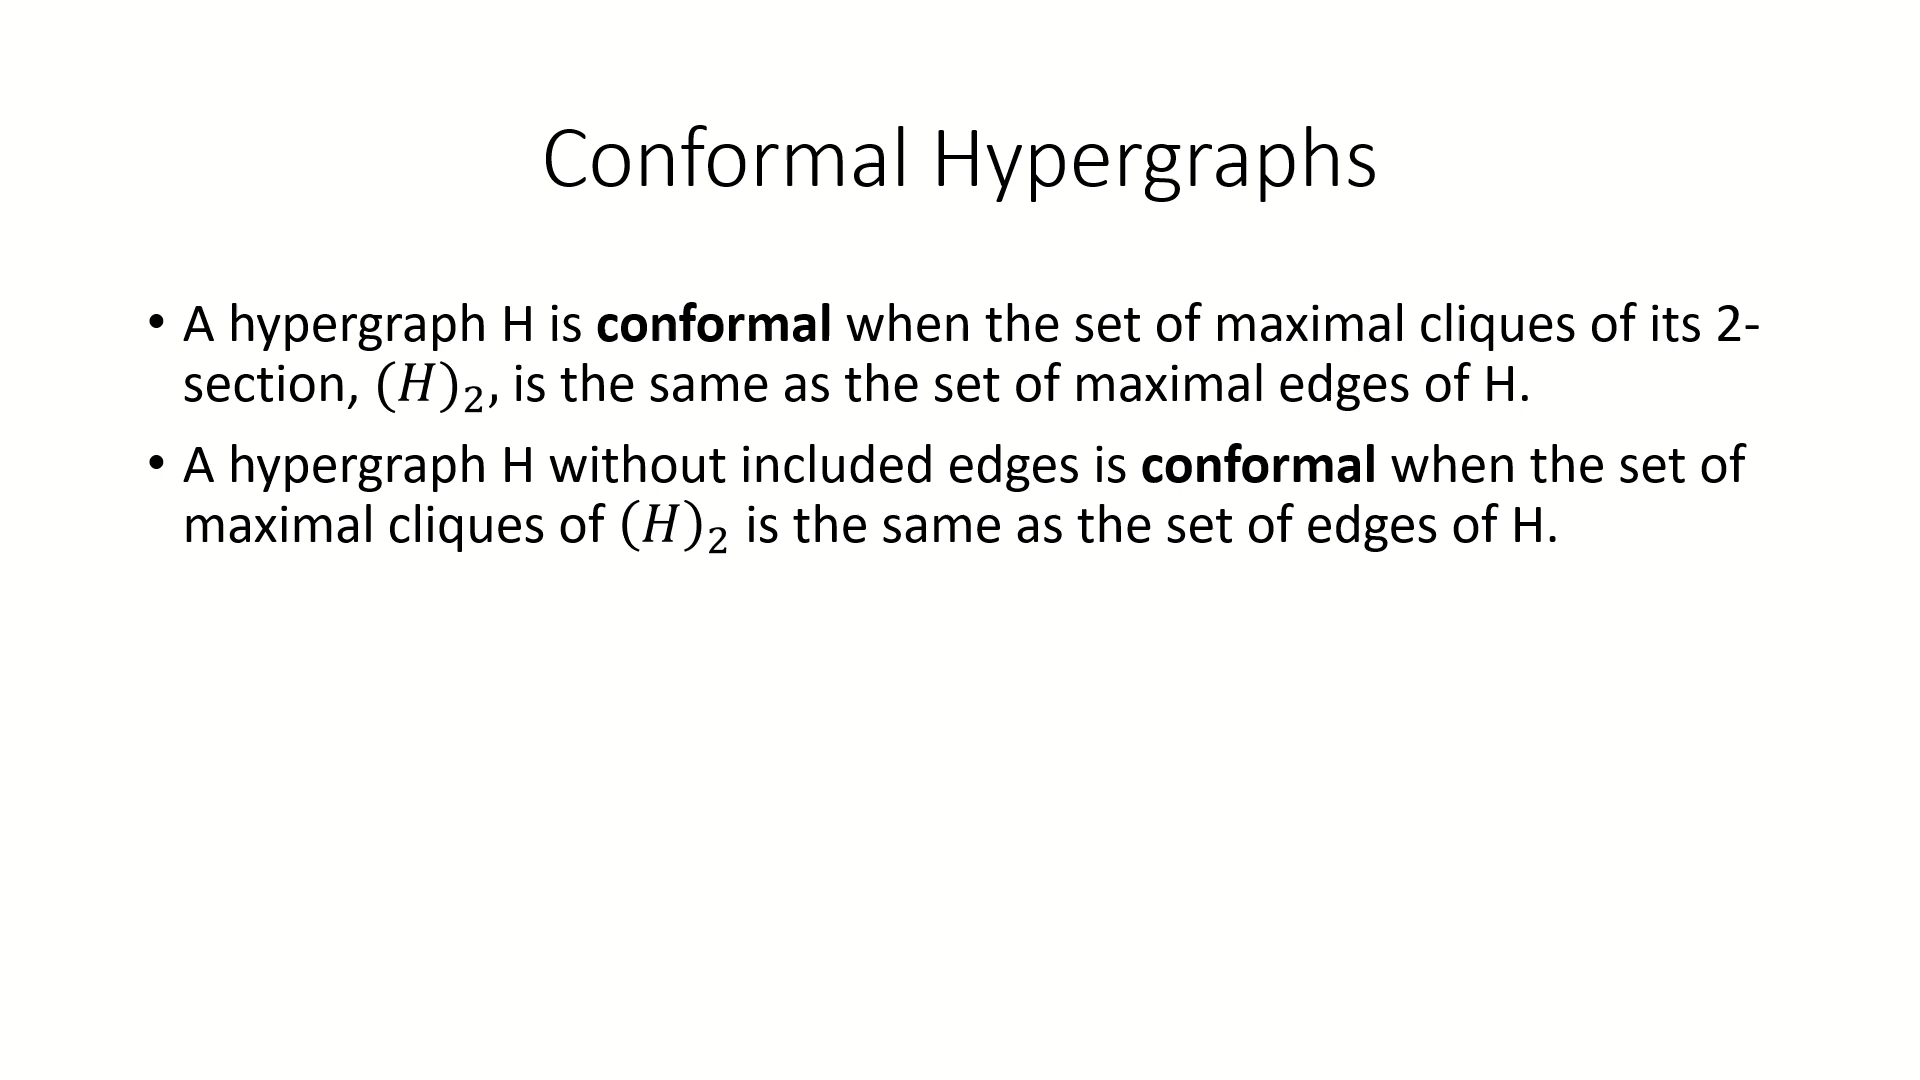 Conformal Hypergraphs
• A hypergraph H is conformal when the set of maximal cliques of its 2-
section, (𝐻)₂, is the same as the set of maximal edges of H.
• A hypergraph H without included edges is conformal when the set of
maximal cliques of (𝐻)₂ is the same as the set of edges of H.